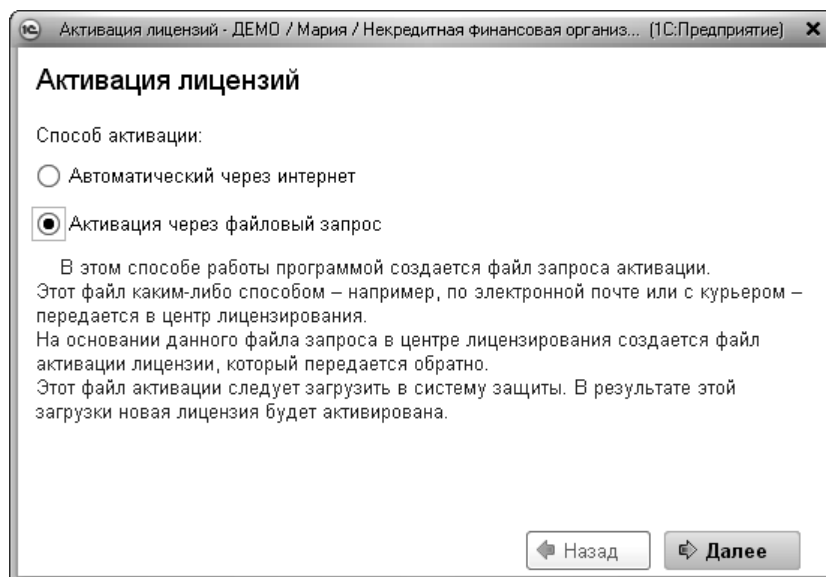 1С Активация лицензий - ДЕМО / Мария / Некредитная финансовая организ... (1С:Предприятие)
Активация лицензий
Способ активации:
Автоматический через интернет
Активация через файловый запрос
В этом способе работы программой создается файл запроса активации.
Этот файл каким-либо способом – например, по электронной почте или с курьером –
передается в центр лицензирования.
На основании данного файла запроса в центре лицензирования создается файл
активации лицензии, который передается обратно.
Этот файл активации следует загрузить в систему защиты. В результате этой
загрузки новая лицензия будет активирована.
Назад Далее